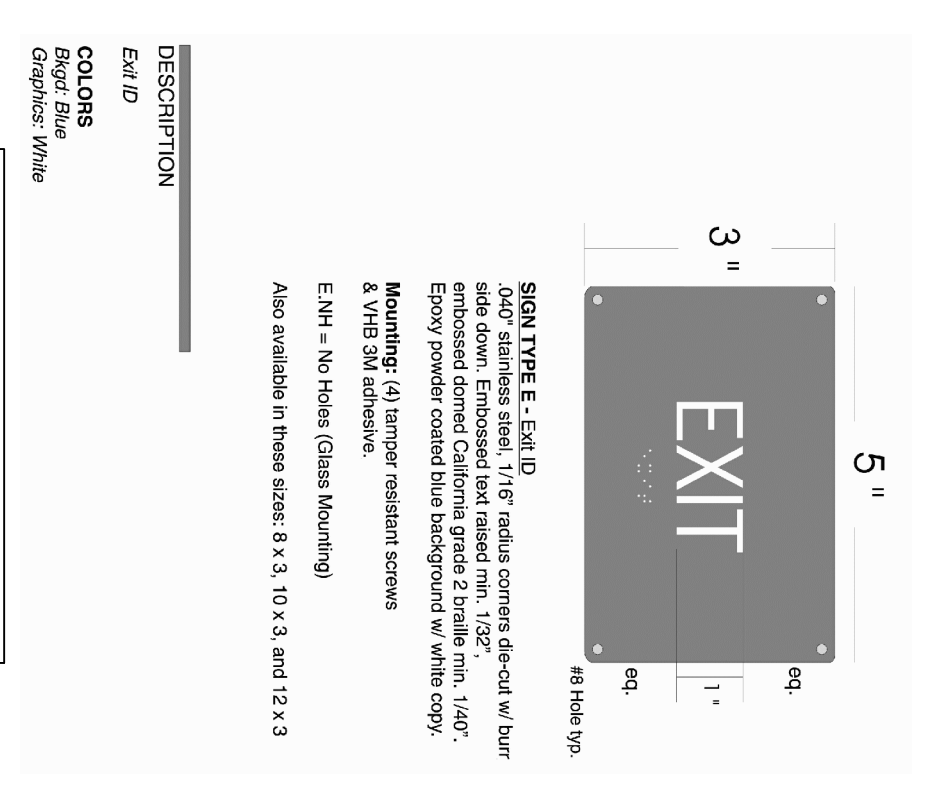 5 "
3 "
EXIT
eq.
1 "
eq.
#8 Hole typ.
SIGN TYPE E - Exit ID
.040" stainless steel, 1/16” radius corners die-cut w/ burr
side down. Embossed text raised min. 1/32”,
embossed domed California grade 2 braille min. 1/40”.
Epoxy powder coated blue background w/ white copy.
Mounting: (4) tamper resistant screws
& VHB 3M adhesive.
E.NH = No Holes (Glass Mounting)
Also available in these sizes: 8 x 3, 10 x 3, and 12 x 3
DESCRIPTION
Exit ID
COLORS
Bkgd: Blue
Graphics: White